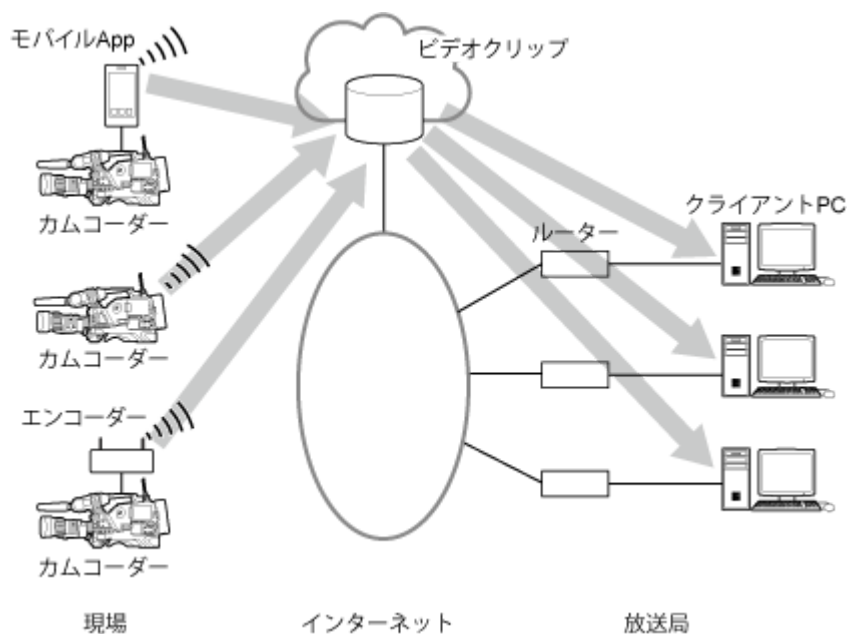 モバイルApp
ビデオクリップ
カムコーダー
クライアントPC
ルーター
カムコーダー
エンコーダー
カムコーダー
現場
インターネット
放送局